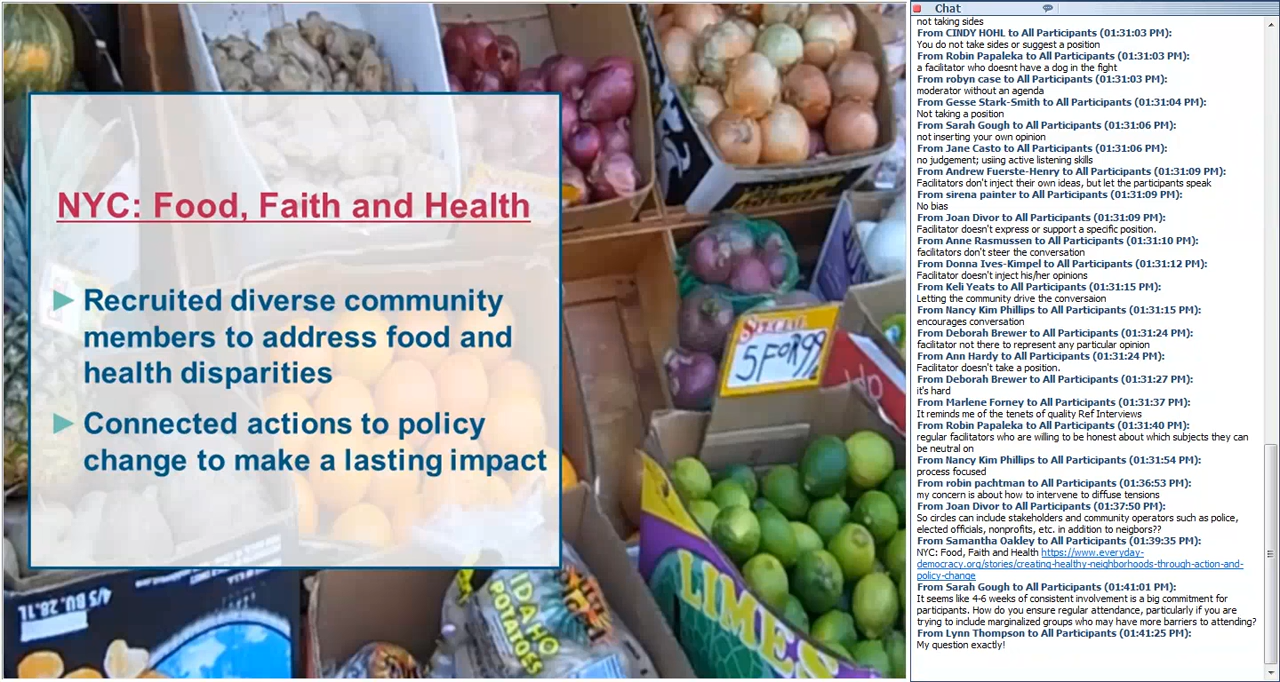 NYC: Food, Faith and Health
Recruited diverse community
members to address food and
health disparities
Connected actions to policy
change to make a lasting impact
SPECIAL
5FOR99
IDAHO
POTATOES
LIMES
4/5 BU./28.1L
Chat
not taking sides
From CINDY HOHL to All Participants (01:31:03 PM):
You do not take sides or suggest a position
From Robin Papaleka to All Participants (01:31:03 PM):
a facilitator who doesnt have a dog in the fight
From robyn case to All Participants (01:31:03 PM):
moderator without an agenda
From Gesse Stark-Smith to All Participants (01:31:04 PM):
Not taking a position
From Sarah Gough to All Participants (01:31:06 PM):
not inserting your own opinion
From Jane Casto to All Participants (01:31:06 PM):
no judgement; using active listening skills
From Andrew Fuerste-Henry to All Participants (01:31:09 PM):
Facilitators don't inject their own ideas, but let the participants speak
From sirena painter to All Participants (01:31:09 PM):
No bias
From Joan Divor to All Participants (01:31:09 PM):
Facilitator doesn't express or support a specific position.
From Anne Rasmussen to All Participants (01:31:10 PM):
facilitators don't steer the conversation
From Donna Ives-Kimpel to All Participants (01:31:12 PM):
Facilitator doesn't inject his/her opinions
From Keli Yeats to All Participants (01:31:15 PM):
Letting the community drive the conversaion
From Nancy Kim Phillips to All Participants (01:31:15 PM):
encourages conversation
From Deborah Brewer to All Participants (01:31:24 PM):
facilitator not there to represent any particular opinion
From Ann Hardy to All Participants (01:31:24 PM):
Facilitator doesn't take a position.
From Deborah Brewer to All Participants (01:31:27 PM):
it's hard
From Marlene Forney to All Participants (01:31:37 PM):
It reminds me of the tenets of quality Ref Interviews
From Robin Papaleka to All Participants (01:31:40 PM):
regular facilitators who are willing to be honest about which subjects they can
be neutral on
From Nancy Kim Phillips to All Participants (01:31:54 PM):
process focused
From robin pachtman to All Participants (01:36:53 PM):
my concern is about how to intervene to diffuse tensions
From Joan Divor to All Participants (01:37:50 PM):
So circles can include stakeholders and community operators such as police,
elected officials, nonprofits, etc. in addition to neigbors??
From Samantha Oakley to All Participants (01:39:35 PM):
NYC: Food, Faith and Health https://www.everyday-
democracy.org/stories/creating-healthy-neighborhoods-through-action-and-
policy-change
From Sarah Gough to All Participants (01:41:01 PM):
It seems like 4-6 weeks of consistent involvement is a big commitment for
participants. How do you ensure regular attendance, particularly if you are
trying to include marginalized groups who may have more barriers to attending?
From Lynn Thompson to All Participants (01:41:25 PM):
My question exactly!